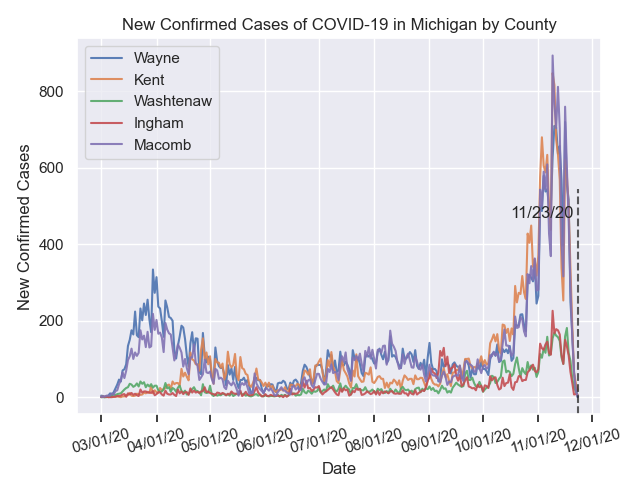 New Confirmed Cases of COVID-19 in Michigan by County
Wayne
Kent
Washtenaw
Ingham
Macomb
New Confirmed Cases
800
600
400
200
0
11/23/20
03/01/20
04/01/20
05/01/20
06/01/20
07/01/20
08/01/20
09/01/20
10/01/20
11/01/20
12/01/20
Date